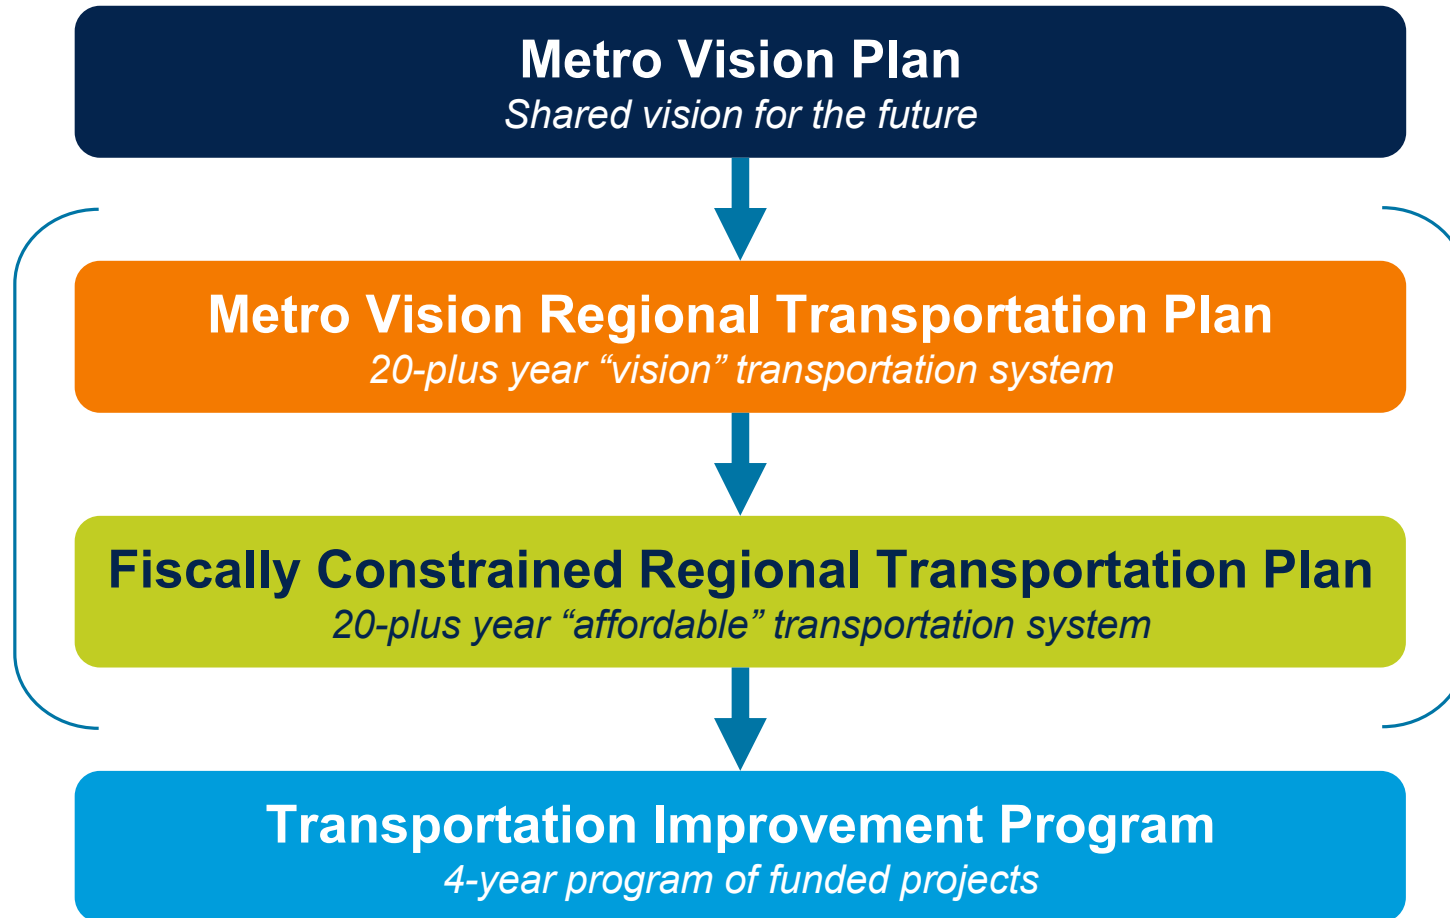 Metro Vision Plan
Shared vision for the future
Metro Vision Regional Transportation Plan
20-plus year “vision” transportation system
Fiscally Constrained Regional Transportation Plan
20-plus year “affordable” transportation system
Transportation Improvement Program
4-year program of funded projects